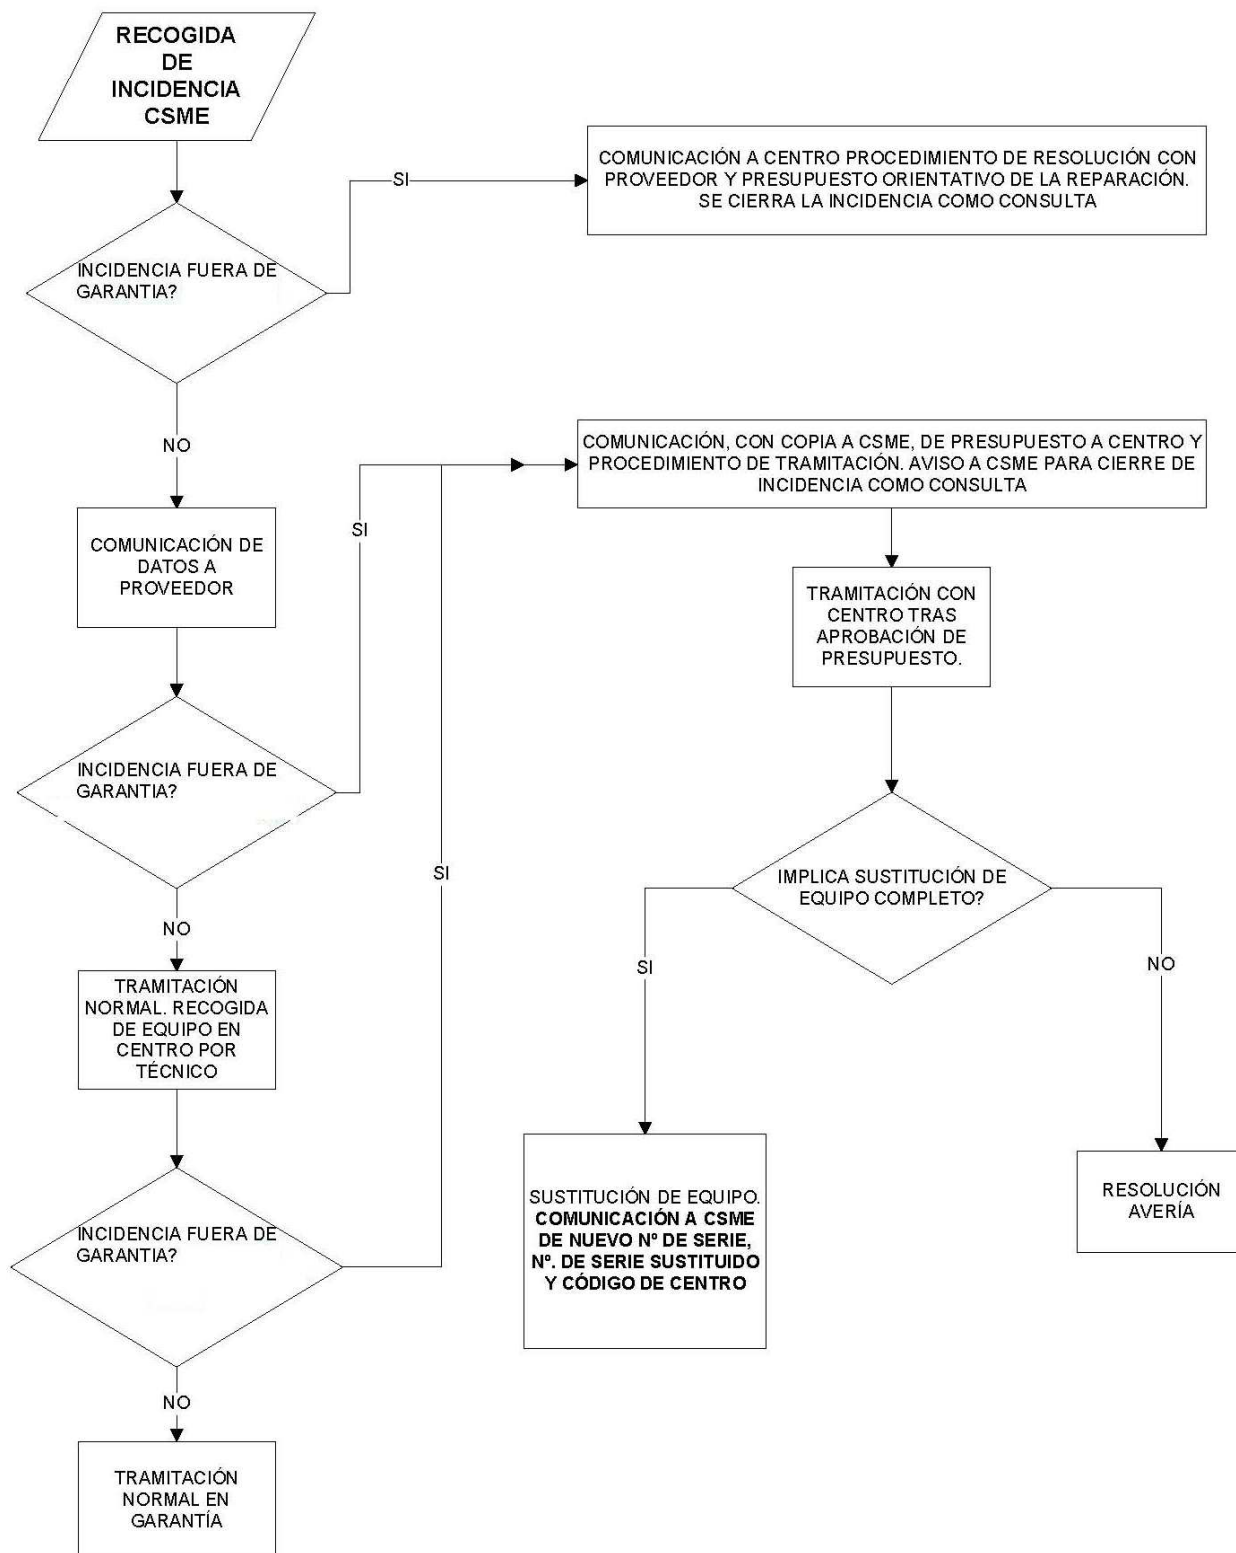 RECOGIDA
DE
INCIDENCIA
CSME
SI
COMUNICACIÓN A CENTRO PROCEDIMIENTO DE RESOLUCIÓN CON
PROVEEDOR Y PRESUPUESTO ORIENTATIVO DE LA REPARACIÓN.
SE CIERRA LA INCIDENCIA COMO CONSULTA
INCIDENCIA FUERA DE
GARANTIA?
NO
COMUNICACIÓN, CON COPIA A CSME, DE PRESUPUESTO A CENTRO Y
PROCEDIMIENTO DE TRAMITACIÓN. AVISO A CSME PARA CIERRE DE
INCIDENCIA COMO CONSULTA
SI
COMUNICACIÓN DE
DATOS A
PROVEEDOR
TRAMITACIÓN CON
CENTRO TRAS
APROBACIÓN DE
PRESUPUESTO.
INCIDENCIA FUERA DE
GARANTIA?
SI
IMPLICA SUSTITUCIÓN DE
EQUIPO COMPLETO?
NO
SI
NO
TRAMITACIÓN
NORMAL. RECOGIDA
DE EQUIPO EN
CENTRO POR
TÉCNICO
SUSTITUCIÓN DE EQUIPO.
COMUNICACIÓN A CSME
DE NUEVO Nº DE SERIE,
Nº. DE SERIE SUSTITUIDO
Y CÓDIGO DE CENTRO
RESOLUCIÓN
AVERÍA
INCIDENCIA FUERA DE
GARANTIA?
NO
TRAMITACIÓN
NORMAL EN
GARANTÍA